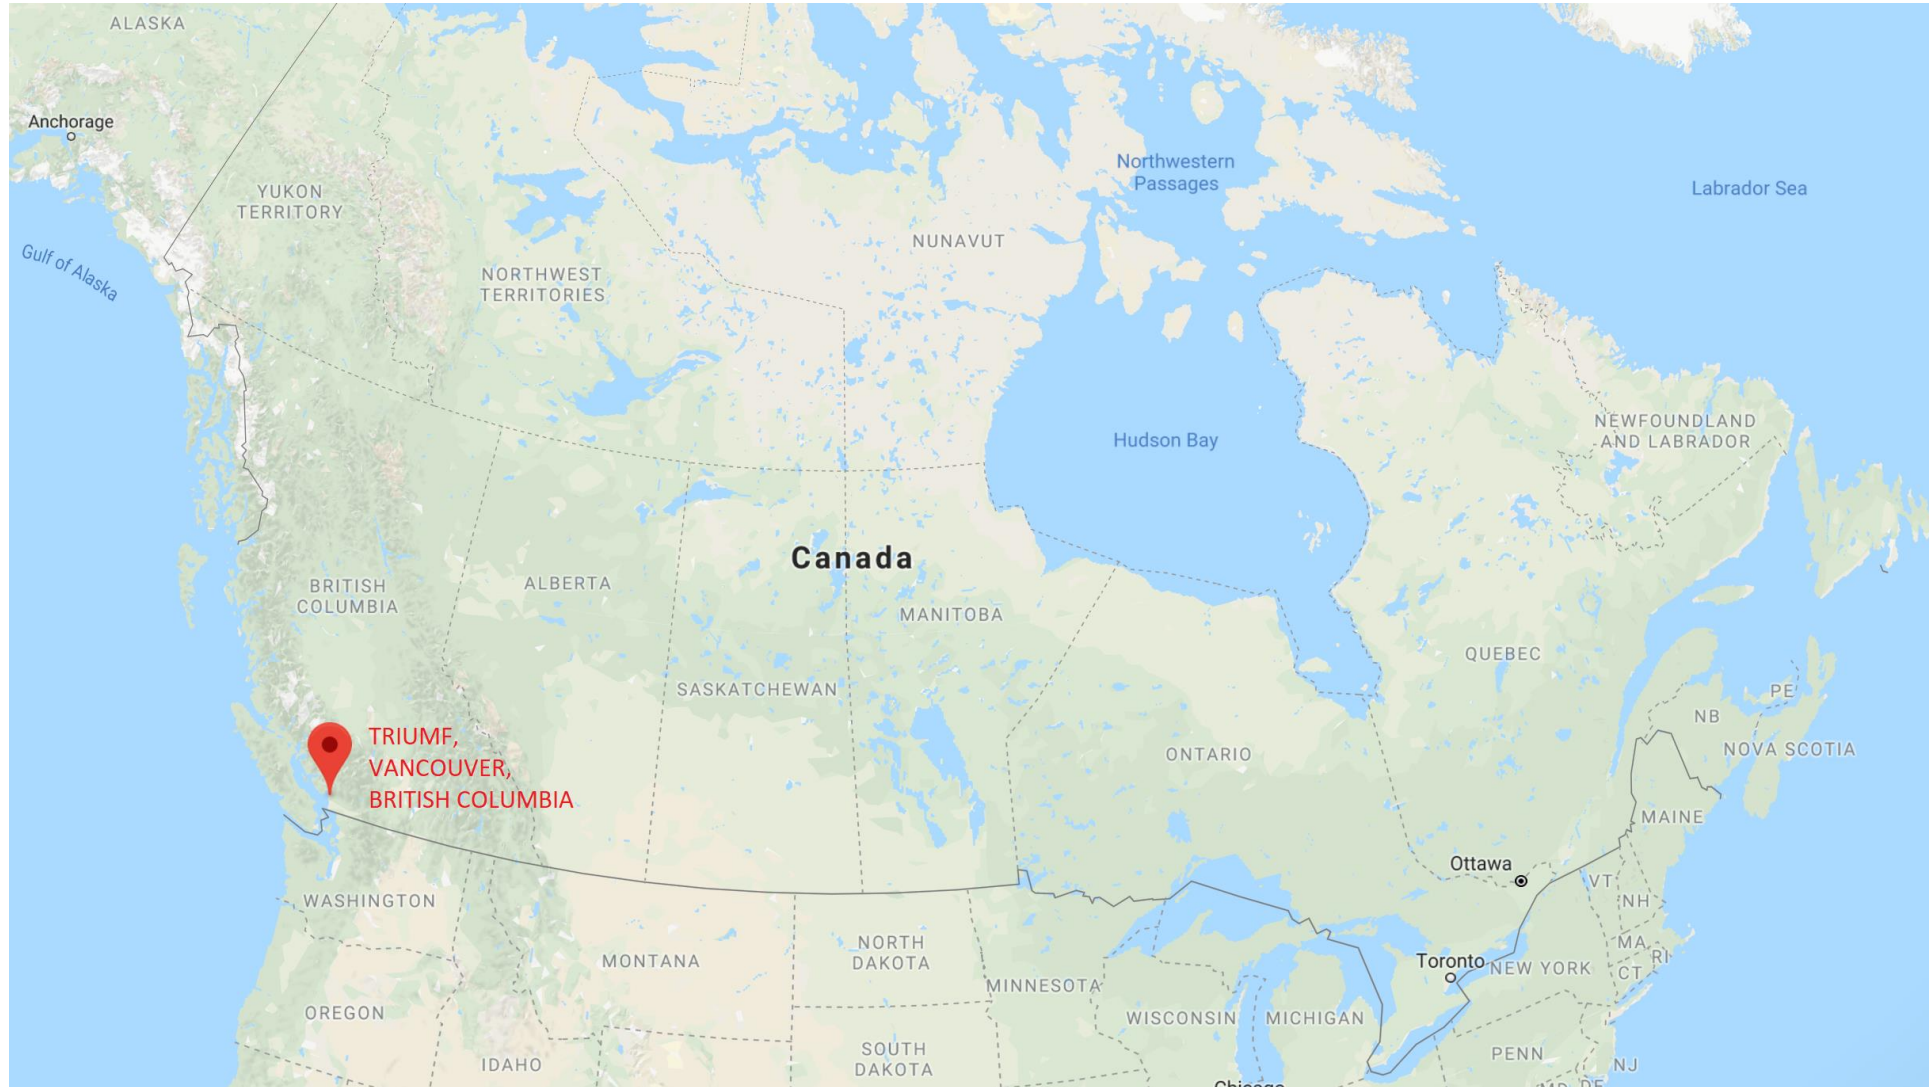 ALASKA
Anchorage
YUKON
TERRITORY
Northwestern
Passages
Labrador Sea
Gulf of Alaska
NUNAVUT
NORTHWEST
TERRITORIES
NEWFOUNDLAND
AND LABRADOR
Hudson Bay
Canada
BRITISH
COLUMBIA
ALBERTA
MANITOBA
QUEBEC
SASKATCHEWAN
PE
NB
NOVA SCOTIA
TRIUMF,
VANCOUVER,
BRITISH COLUMBIA
ONTARIO
MAINE
Ottawa
VT
NH
WASHINGTON
NORTH
DAKOTA
MONTANA
MA
RI
CT
Toronto
NEW YORK
MINNESOTA
OREGON
WISCONSIN
MICHIGAN
SOUTH
DAKOTA
IDAHO
PENN
NJ
Chicago
MD
DE